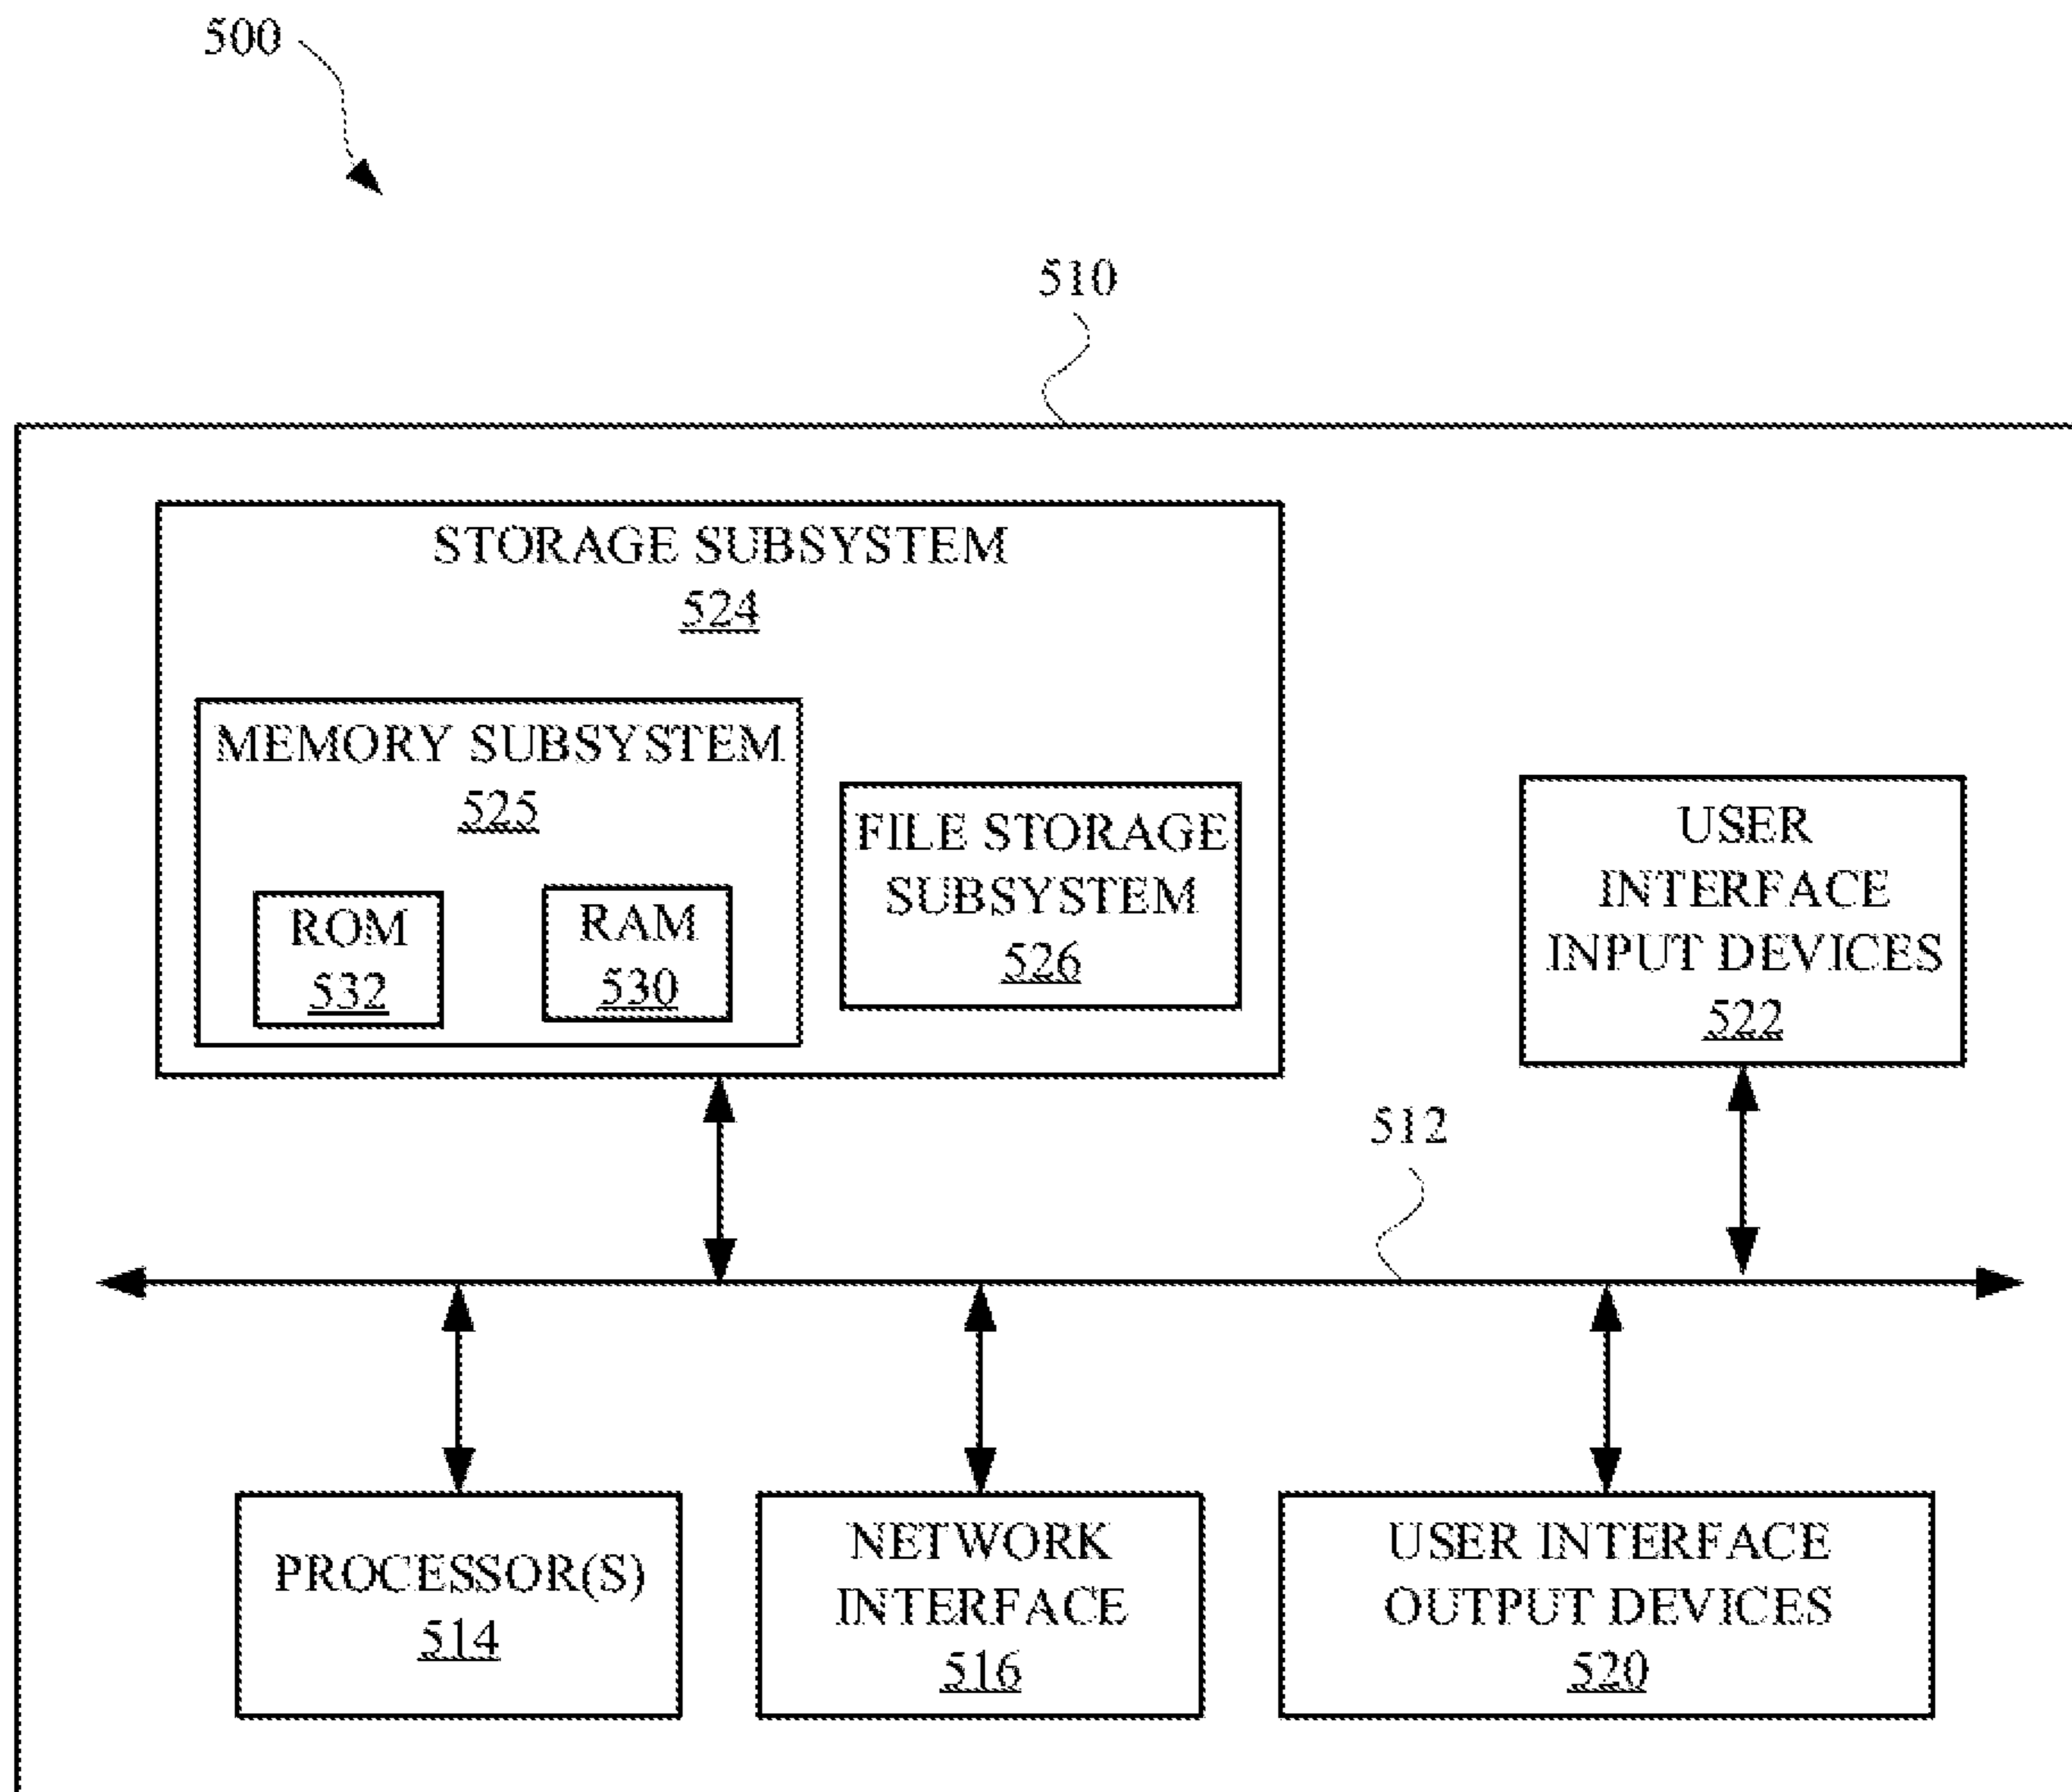 500
510
STORAGE SUBSYSTEM
524
MEMORY SUBSYSTEM
525
ROM
532
RAM
530
FILE STORAGE
SUBSYSTEM
526
USER
INTERFACE
INPUT DEVICES
522
512
PROCESSOR(S)
514
NETWORK
INTERFACE
516
USER INTERFACE
OUTPUT DEVICES
520